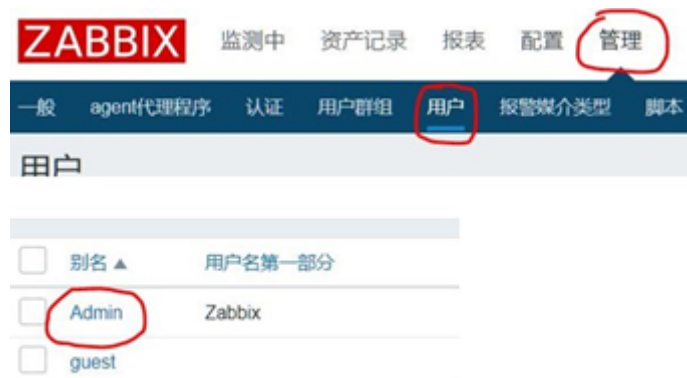 ZABBIX 监测中 资产记录 报表 配置 管理
一般 agent代理程序 认证 用户群组 用户 报警媒介类型 脚本
用户
别名▲ 用户名第一部分
Admin Zabbix
guest